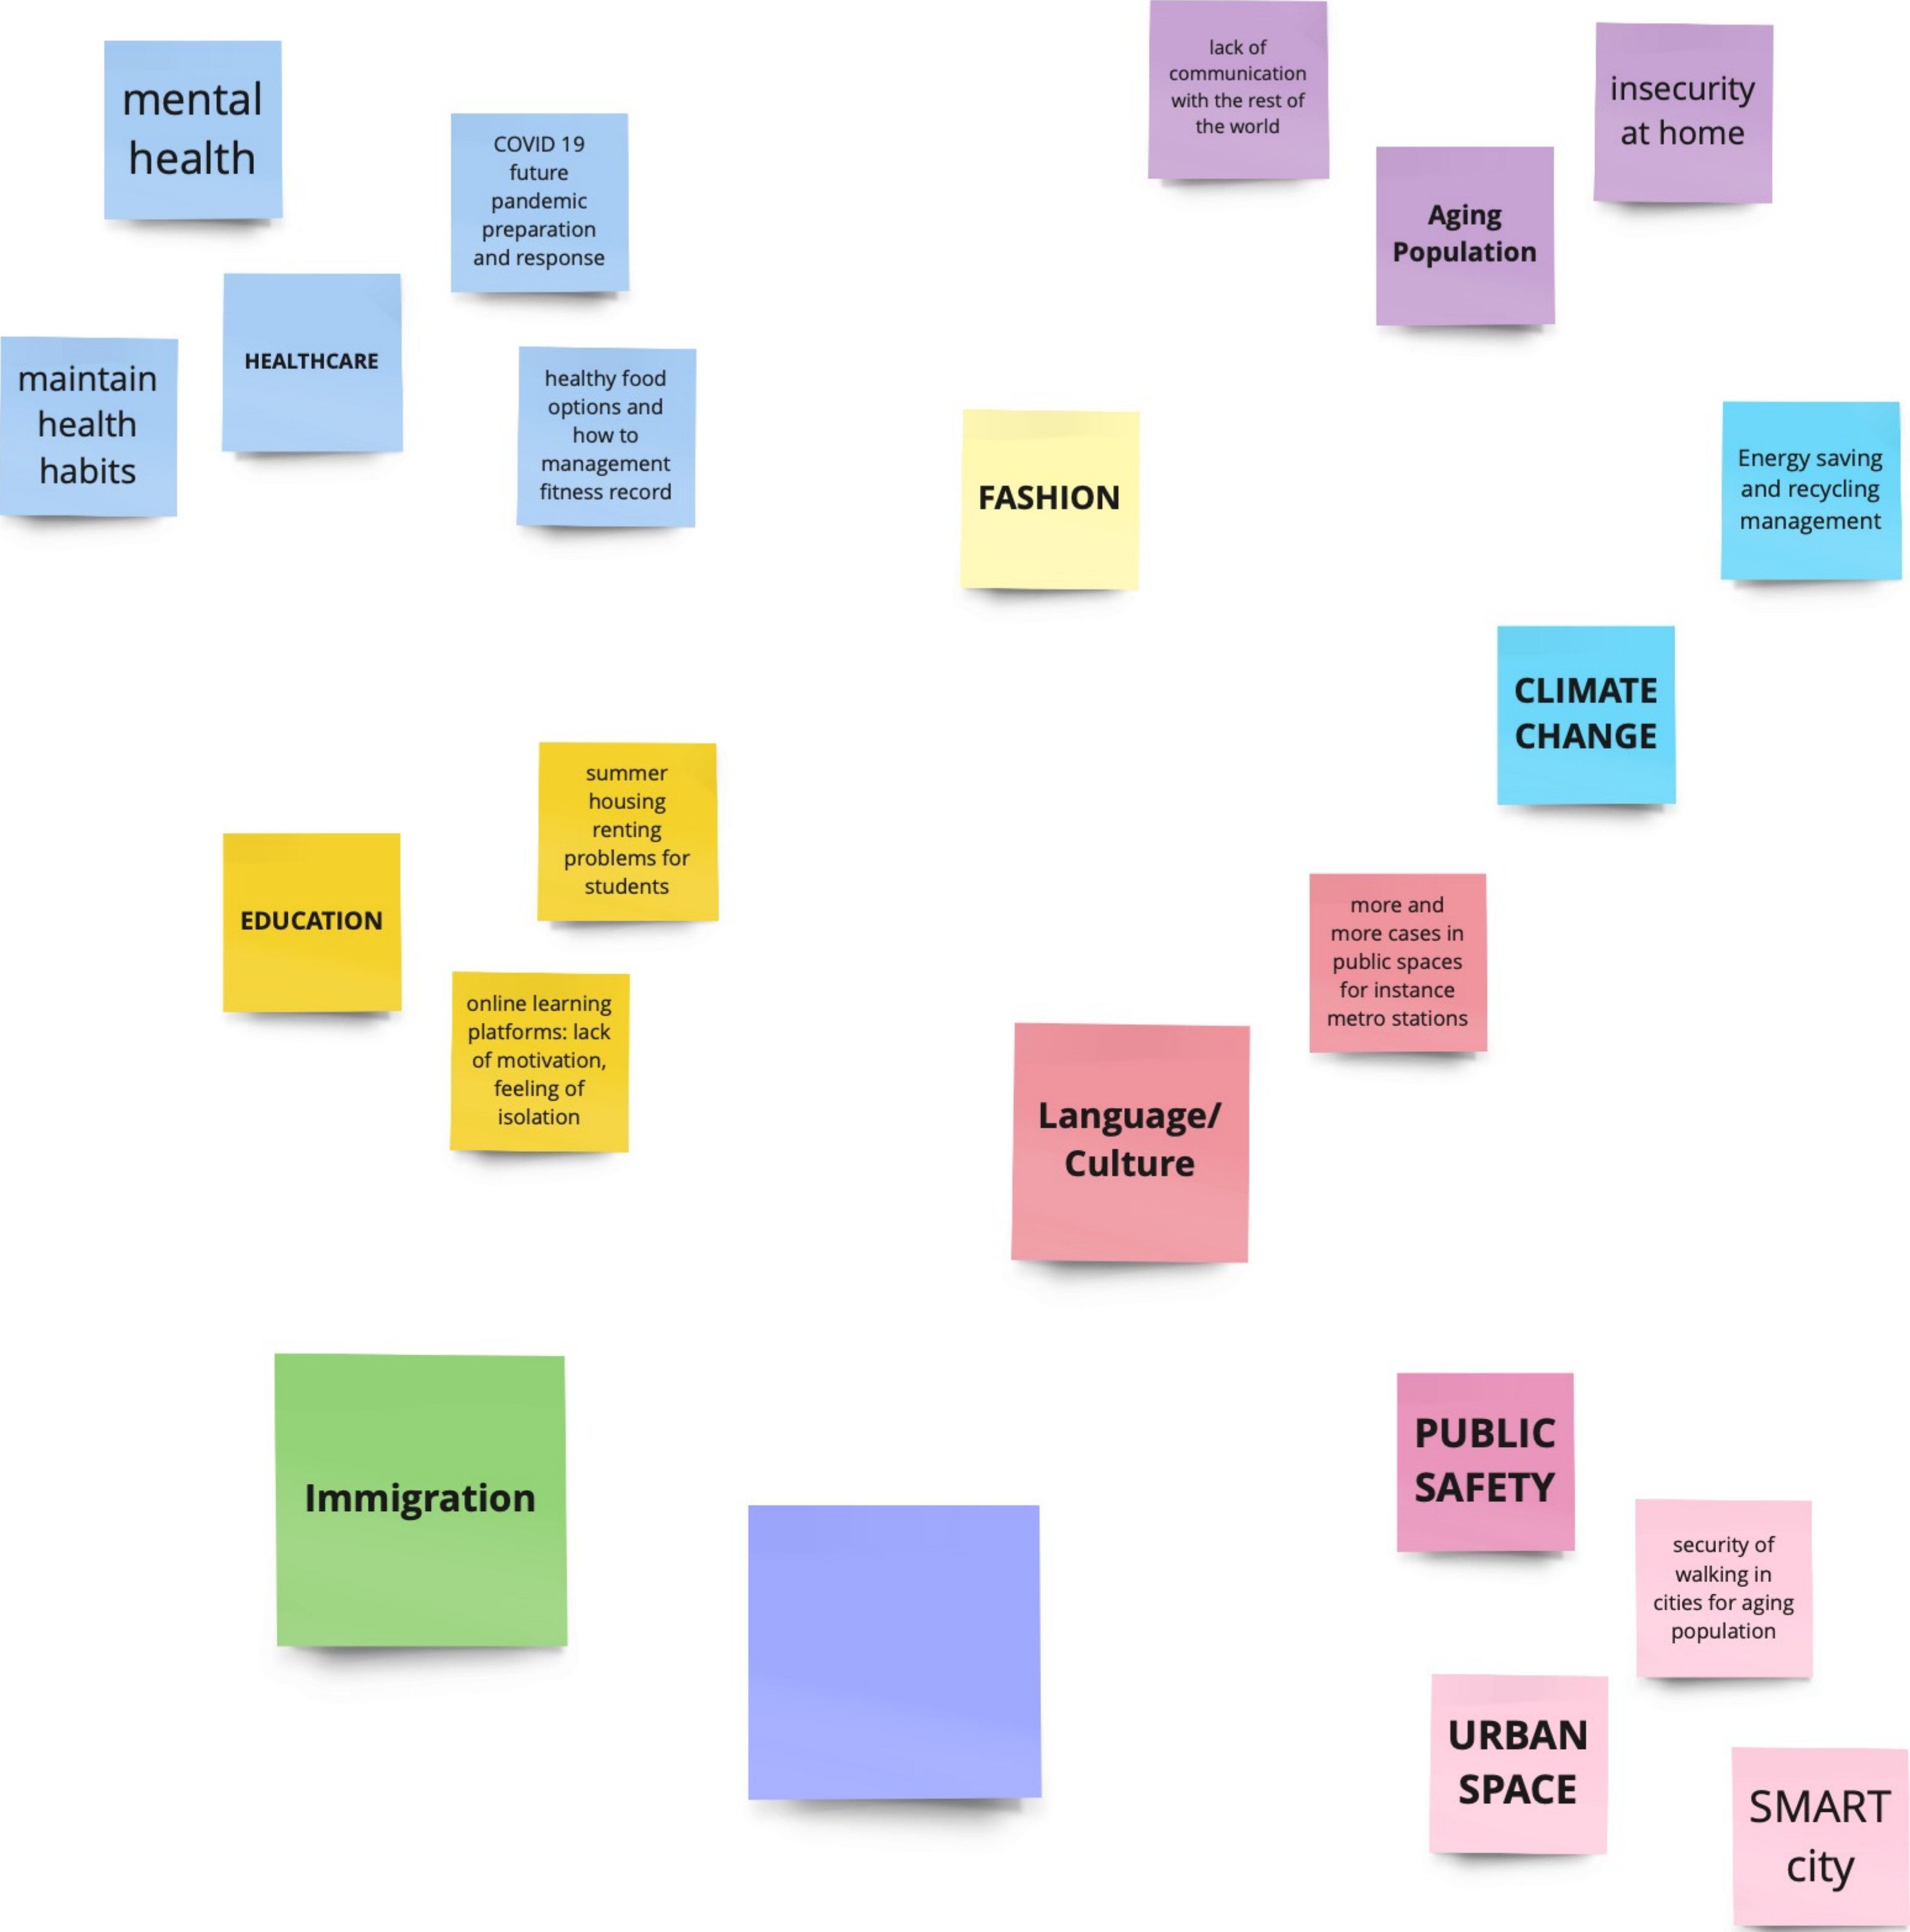 mental
health
COVID 19
future
pandemic
preparation
and response
HEALTHCARE
maintain
health
habits
healthy food
options and
how to
management
fitness record
lack of
communication
with the rest of
the world
insecurity
at home
Aging
Population
FASHION
Energy saving
and recycling
management
CLIMATE
CHANGE
summer
housing
renting
problems for
students
EDUCATION
online learning
platforms: lack
of motivation,
feeling of
isolation
more and
more cases in
public spaces
for instance
metro stations
Language/
Culture
Immigration
PUBLIC
SAFETY
security of
walking in
cities for aging
population
URBAN
SPACE
SMART
city